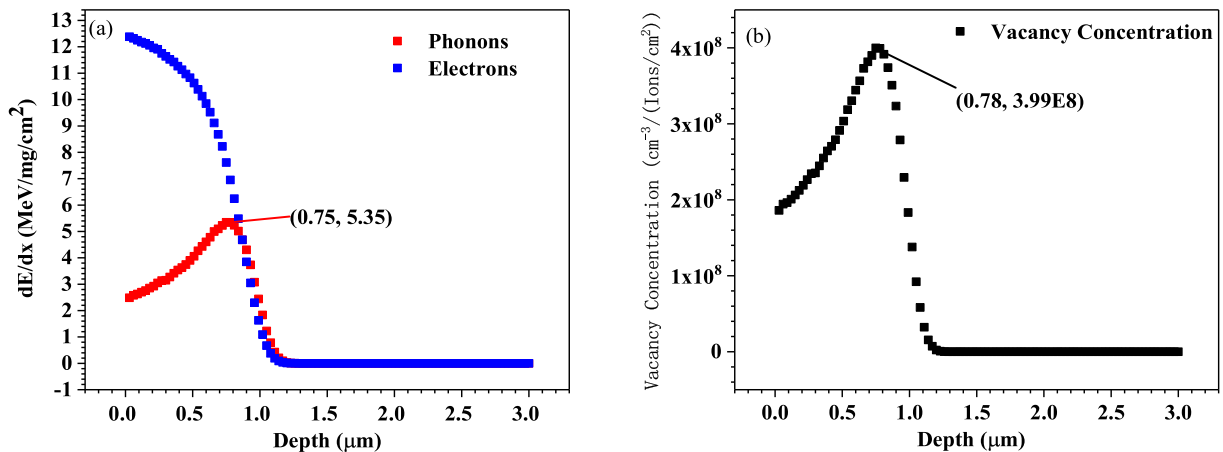 (a)
Phonons
Electrons
(0.75, 5.35)
dE/dx (MeV/mg/cm²)
13
12
11
10
9
8
7
6
5
4
3
2
1
0
-1
0.0 0.5 1.0 1.5 2.0 2.5 3.0
Depth (μm)
(b)
Vacancy Concentration
(0.78, 3.99E8)
Vacancy Concentration (cm⁻³/(Ions/cm²))
4x10⁸
3x10⁸
2x10⁸
1x10⁸
0
0.0 0.5 1.0 1.5 2.0 2.5 3.0
Depth (μm)